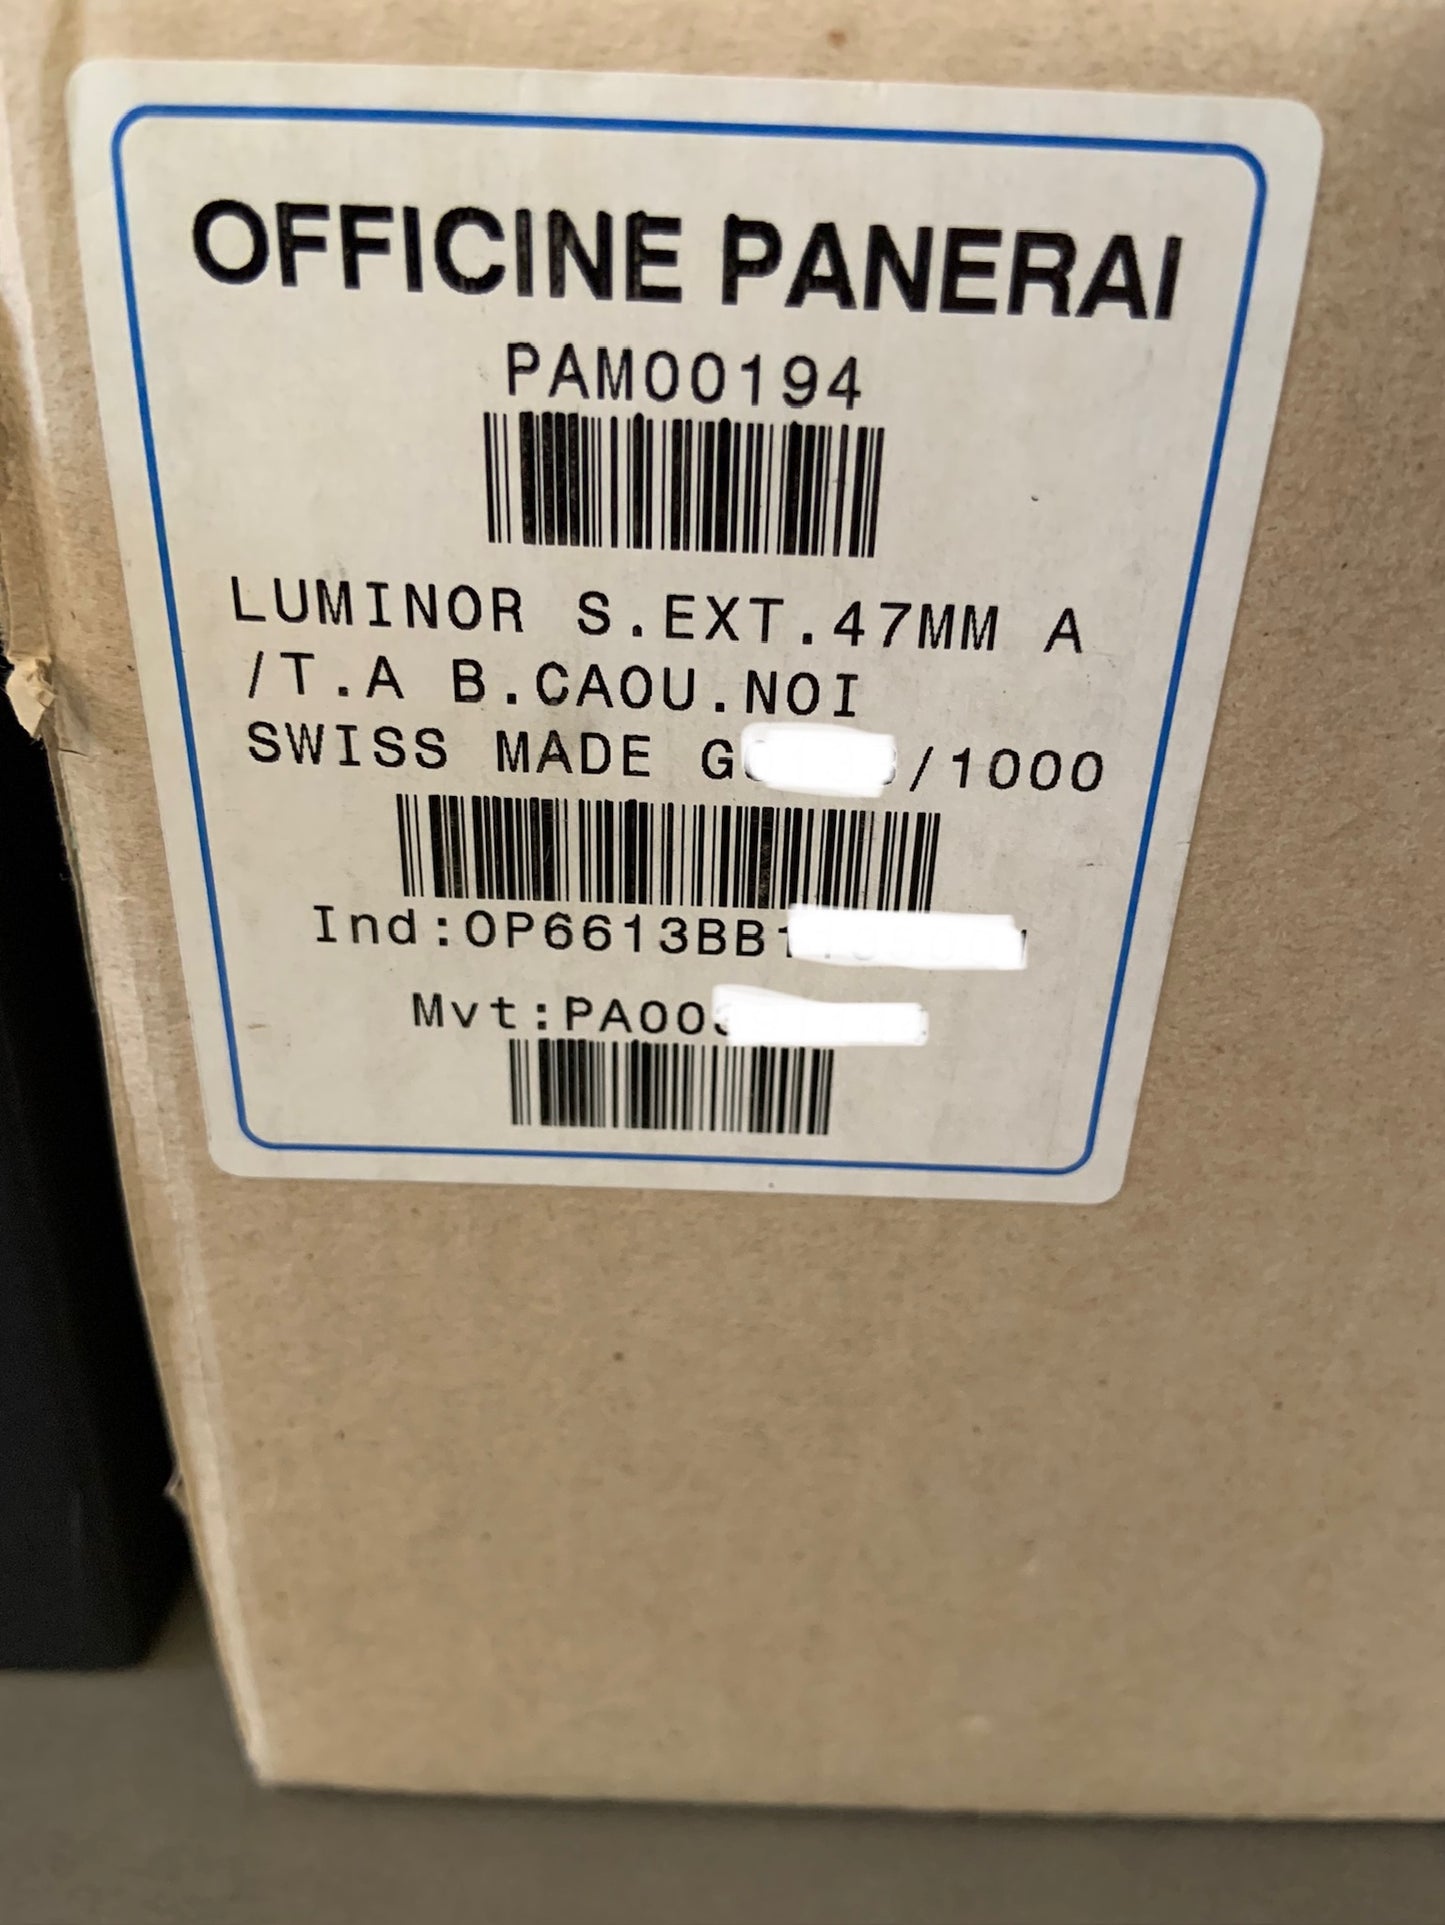 OFFICINE PANERAI
PAM00194
LUMINOR S.EXT.47MM A
/T.A B.CAOU.NOI
SWISS MADE G /1000
Ind:OP6613BB1
Mvt:PA00